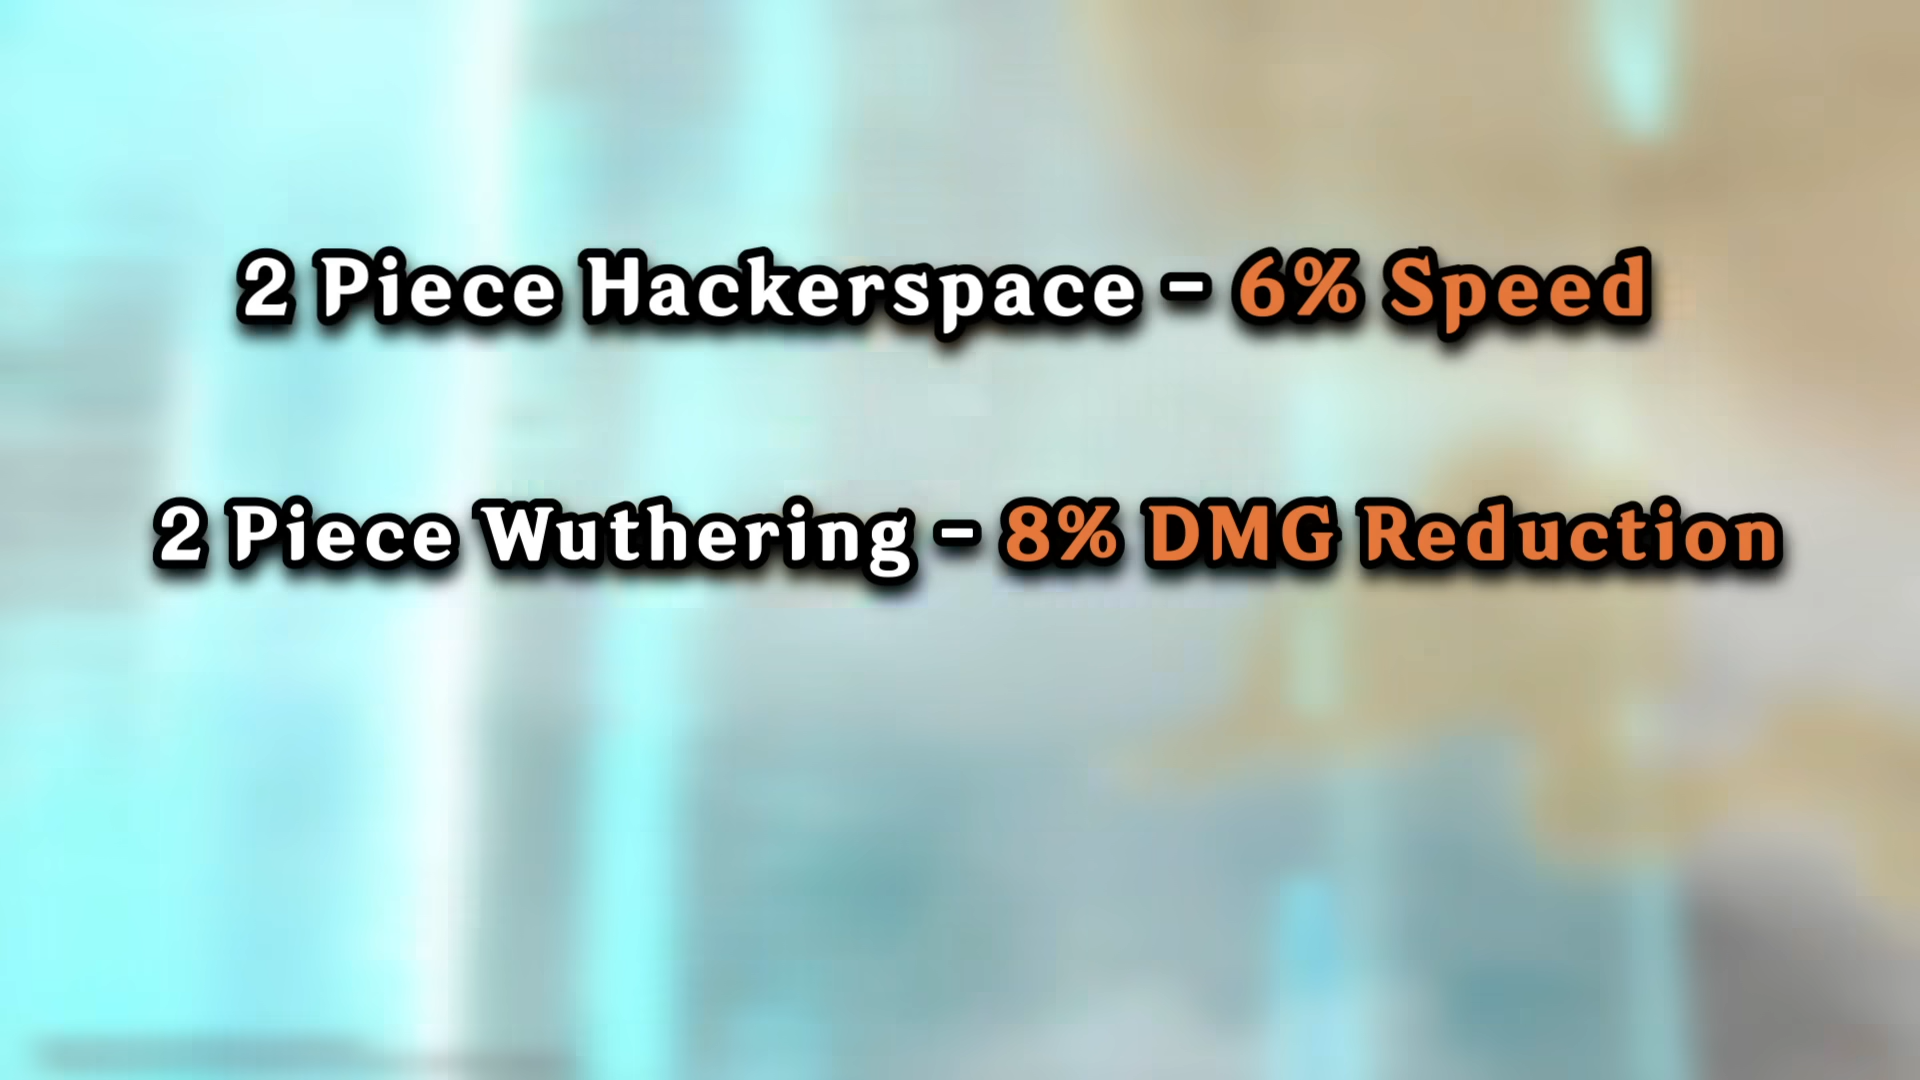 2 Piece Hackerspace - 6% Speed
2 Piece Wuthering - 8% DMG Reduction